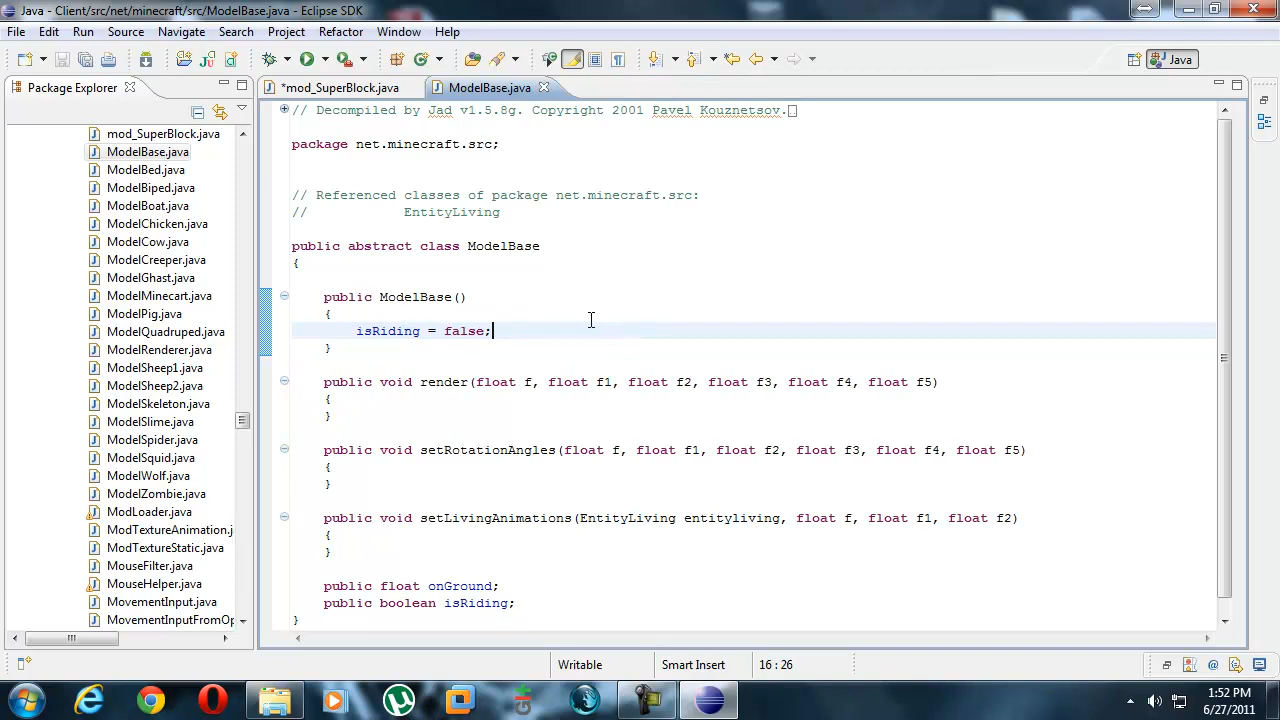 Java - Client/src/net/minecraft/src/ModelBase.java - Eclipse SDK
File Edit Run Source Navigate Search Project Refactor Window Help
Java
Package Explorer
*mod_SuperBlock.java
ModelBase.java
mod_SuperBlock.java
ModelBase.java
ModelBed.java
ModelBiped.java
ModelBoat.java
ModelChicken.java
ModelCow.java
ModelCreeper.java
ModelGhast.java
ModelMinecart.java
ModelPig.java
ModelQuadruped.java
ModelRenderer.java
ModelSheep1.java
ModelSheep2.java
ModelSkeleton.java
ModelSlime.java
ModelSpider.java
ModelSquid.java
ModelWolf.java
ModelZombie.java
ModLoader.java
ModTextureAnimation.j
ModTextureStatic.java
MouseFilter.java
MouseHelper.java
MovementInput.java
MovementInputFromOp
// Decompiled by Jad v1.5.8g. Copyright 2001 Pavel Kouznetsov.
package net.minecraft.src;
// Referenced classes of package net.minecraft.src:
//            EntityLiving
public abstract class ModelBase
{
public ModelBase()
{
isRiding = false;
}
public void render(float f, float f1, float f2, float f3, float f4, float f5)
{
}
public void setRotationAngles(float f, float f1, float f2, float f3, float f4, float f5)
{
}
public void setLivingAnimations(EntityLiving entityliving, float f, float f1, float f2)
{
}
public float onGround;
public boolean isRiding;
}
Writable Smart Insert 16 : 26
1:52 PM
6/27/2011